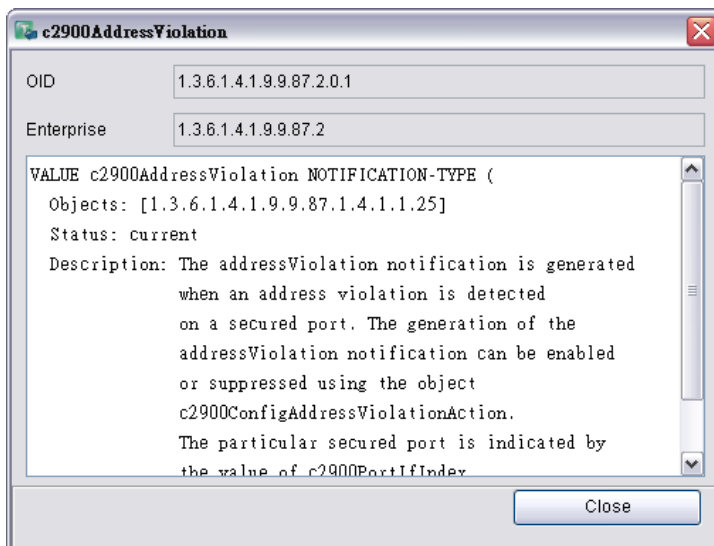 c2900AddressViolation
OID 1.3.6.1.4.1.9.9.87.2.0.1
Enterprise 1.3.6.1.4.1.9.9.87.2
VALUE c2900AddressViolation NOTIFICATION-TYPE (
Objects: [1.3.6.1.4.1.9.9.87.1.4.1.1.25]
Status: current
Description: The addressViolation notification is generated
when an address violation is detected
on a secured port. The generation of the
addressViolation notification can be enabled
or suppressed using the object
c2900ConfigAddressViolationAction.
The particular secured port is indicated by
the value of c2900PortIfIndex
Close